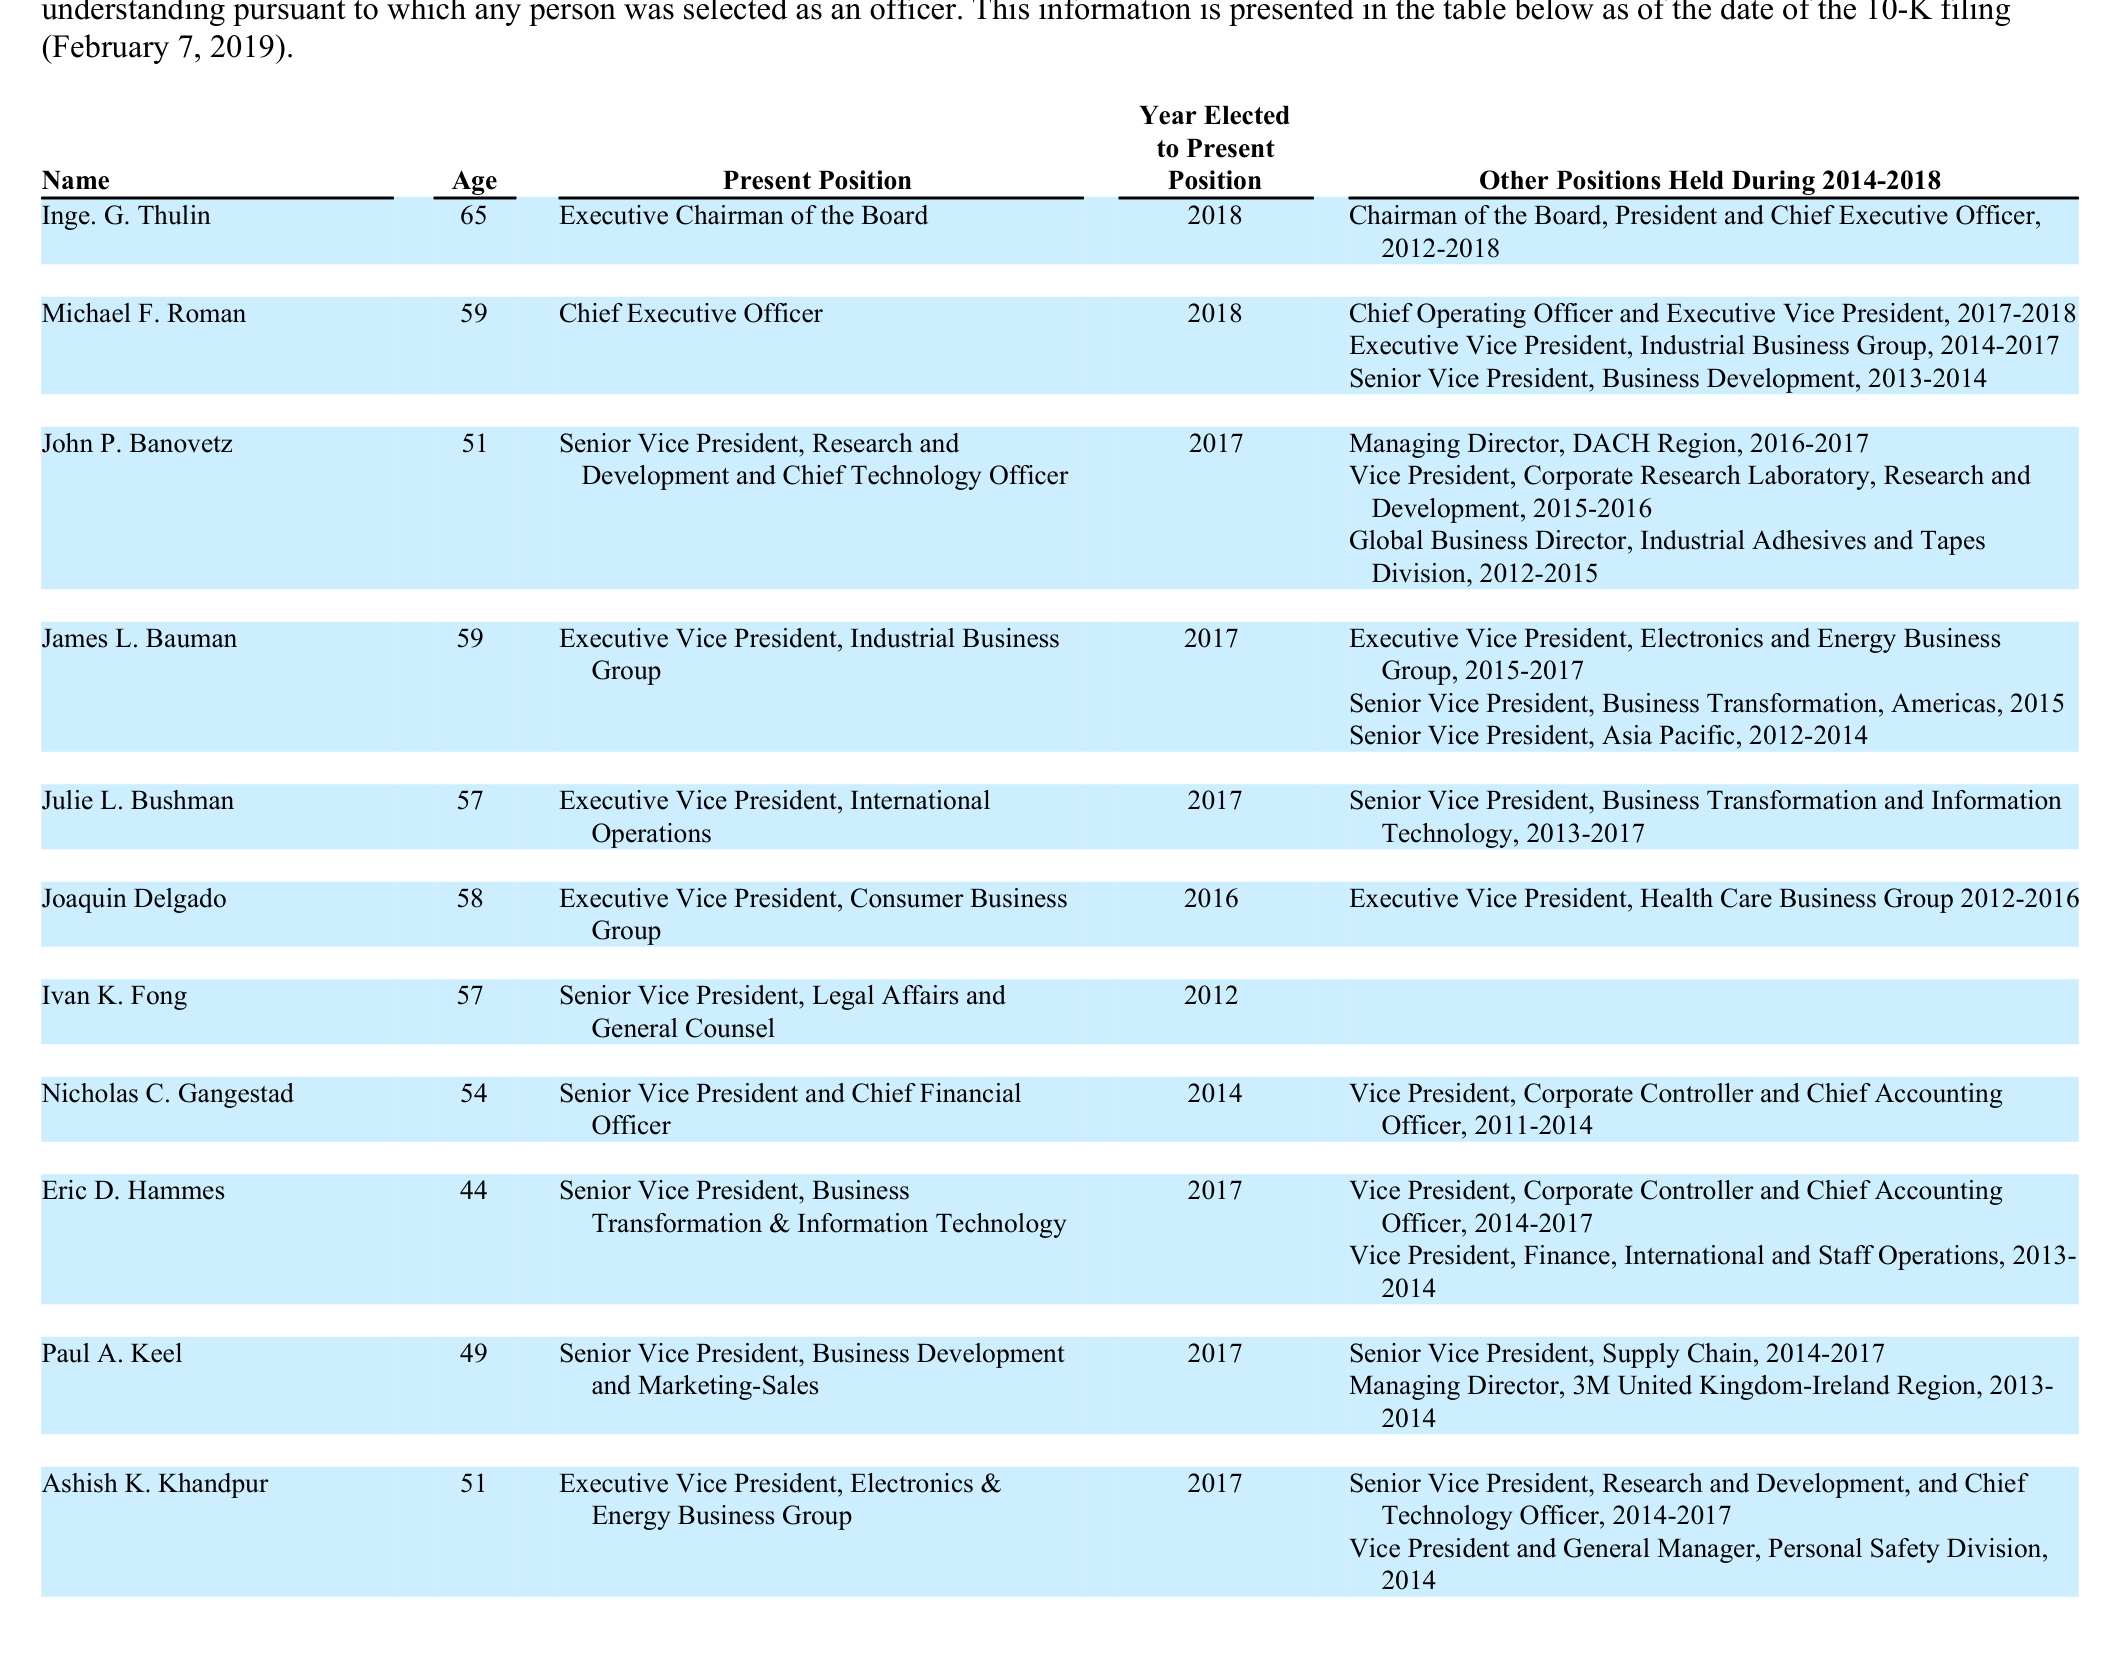 understanding pursuant to which any person was selected as an officer. This information is presented in the table below as of the date of the 10-K filing
(February 7, 2019).
Year Elected
to Present
Name Age Present Position Position Other Positions Held During 2014-2018
Inge. G. Thulin 65 Executive Chairman of the Board 2018 Chairman of the Board, President and Chief Executive Officer,
2012-2018
Michael F. Roman 59 Chief Executive Officer 2018 Chief Operating Officer and Executive Vice President, 2017-2018
Executive Vice President, Industrial Business Group, 2014-2017
Senior Vice President, Business Development, 2013-2014
John P. Banovetz 51 Senior Vice President, Research and 2017 Managing Director, DACH Region, 2016-2017
Development and Chief Technology Officer Vice President, Corporate Research Laboratory, Research and
Development, 2015-2016
Global Business Director, Industrial Adhesives and Tapes
Division, 2012-2015
James L. Bauman 59 Executive Vice President, Industrial Business 2017 Executive Vice President, Electronics and Energy Business
Group Group, 2015-2017
Senior Vice President, Business Transformation, Americas, 2015
Senior Vice President, Asia Pacific, 2012-2014
Julie L. Bushman 57 Executive Vice President, International 2017 Senior Vice President, Business Transformation and Information
Operations Technology, 2013-2017
Joaquin Delgado 58 Executive Vice President, Consumer Business 2016 Executive Vice President, Health Care Business Group 2012-2016
Group
Ivan K. Fong 57 Senior Vice President, Legal Affairs and 2012
General Counsel
Nicholas C. Gangestad 54 Senior Vice President and Chief Financial 2014 Vice President, Corporate Controller and Chief Accounting
Officer Officer, 2011-2014
Eric D. Hammes 44 Senior Vice President, Business 2017 Vice President, Corporate Controller and Chief Accounting
Transformation & Information Technology Officer, 2014-2017
Vice President, Finance, International and Staff Operations, 2013-
2014
Paul A. Keel 49 Senior Vice President, Business Development 2017 Senior Vice President, Supply Chain, 2014-2017
and Marketing-Sales Managing Director, 3M United Kingdom-Ireland Region, 2013-
2014
Ashish K. Khandpur 51 Executive Vice President, Electronics & 2017 Senior Vice President, Research and Development, and Chief
Energy Business Group Technology Officer, 2014-2017
Vice President and General Manager, Personal Safety Division,
2014